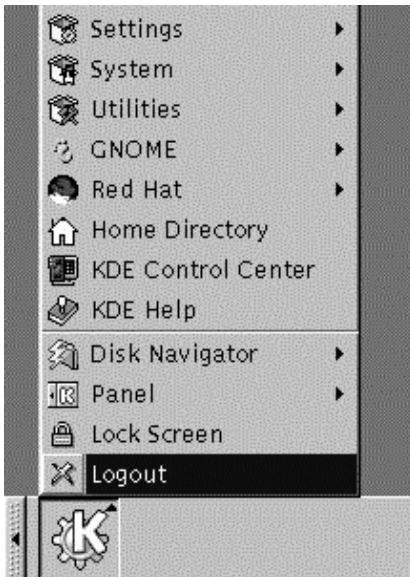 Settings
System
Utilities
GNOME
Red Hat
Home Directory
KDE Control Center
KDE Help
Disk Navigator
Panel
Lock Screen
Logout
K